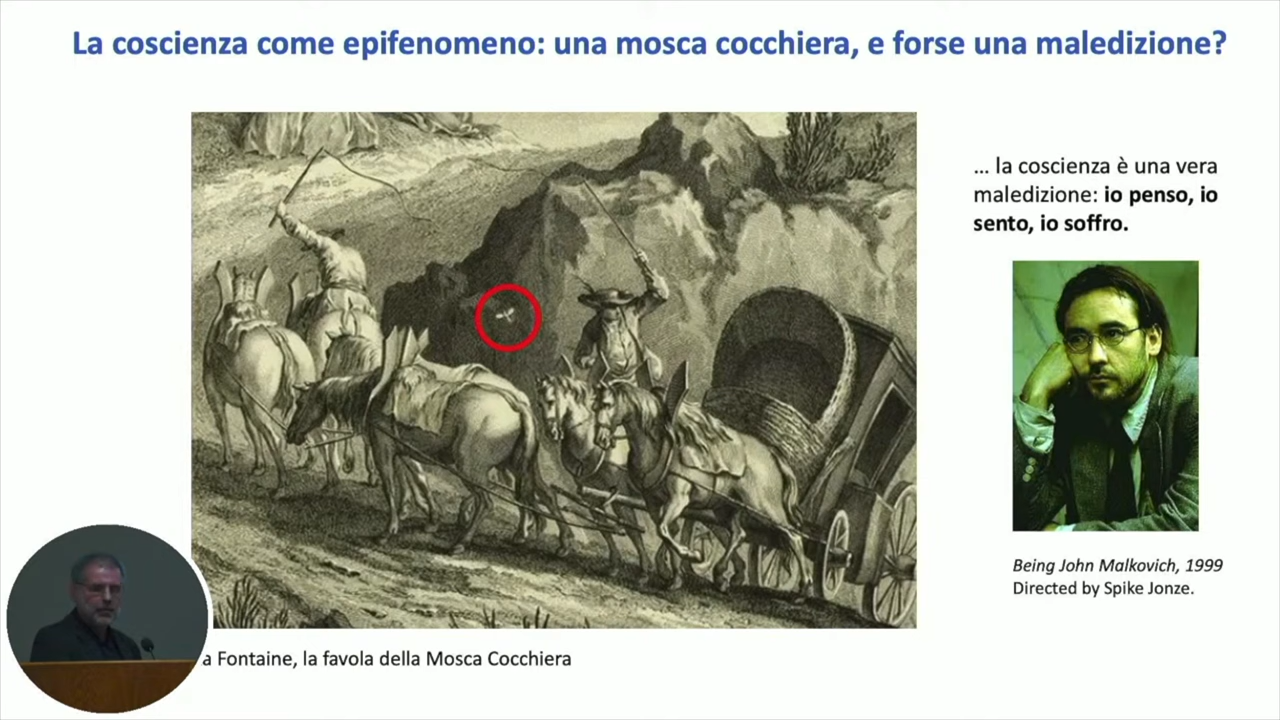 La coscienza come epifenomeno: una mosca cocchiera, e forse una maledizione?
… la coscienza è una vera
maledizione: io penso, io
sento, io soffro.
Being John Malkovich, 1999
Directed by Spike Jonze.
a Fontaine, la favola della Mosca Cocchiera